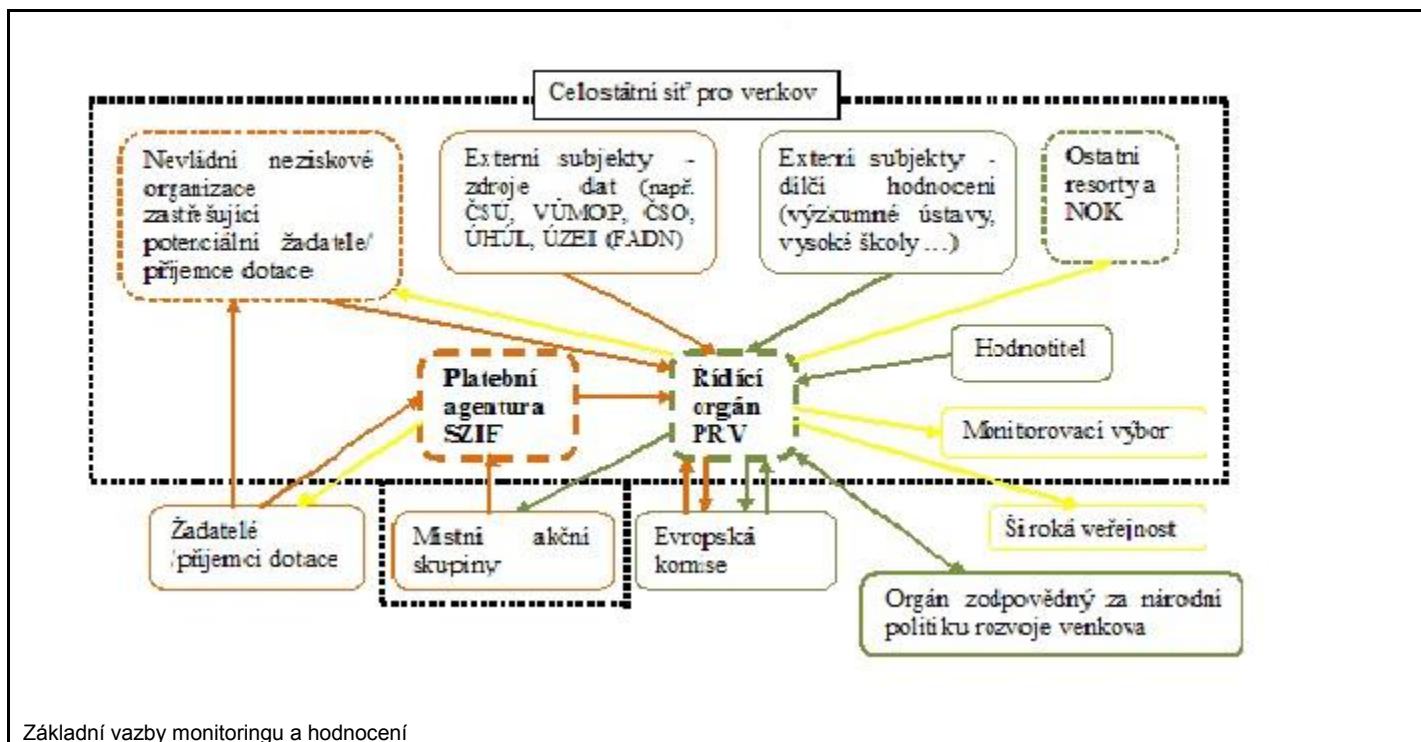 Celostátní síť pro venkov
Nevládní neziskové
organizace
zastřešující
potenciální žadatele/
příjemce dotace
Externí subjekty -
zdroje dat (např.
ČSÚ, VÚMOP, ČSO,
ÚHÚL, ÚZEI (FADN)
Externí subjekty -
dílčí hodnocení
(výzkumné ústavy,
vysoké školy …)
Ostatní
resorty a
NOK
Hodnotitel
Platební
agentura
SZIF
Řídící
orgán
PRV
Monitorovací výbor
Žadatelé
/příjemci dotace
Místní akční
skupiny
Evropská
komise
Široká veřejnost
Orgán zodpovědný za národní
politiku rozvoje venkova
Základní vazby monitoringu a hodnocení